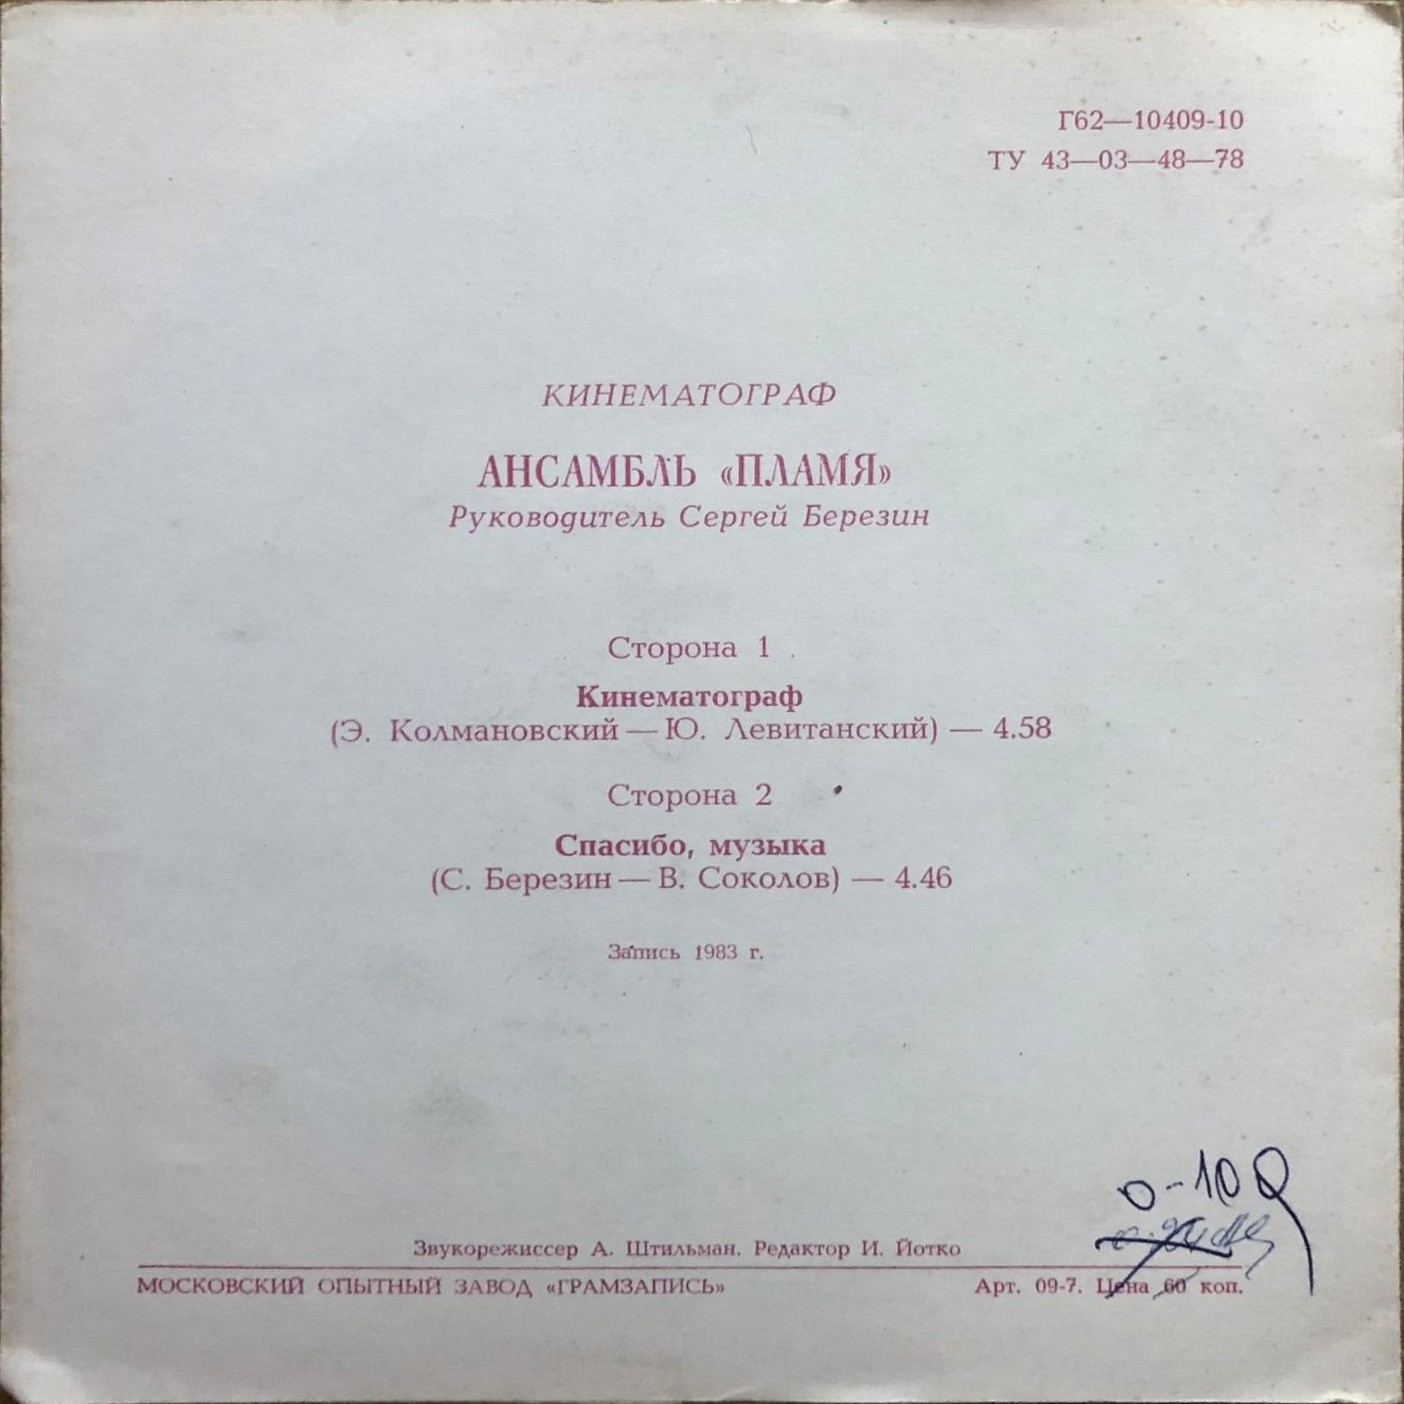 Г62—10409-10
ТУ 43—03—48—78
КИНЕМАТОГРАФ
АНСАМБЛЬ «ПЛАМЯ»
Руководитель Сергей Березин
Сторона 1
Кинематограф
(Э. Колмановский — Ю. Левитанский) — 4.58
Сторона 2
Спасибо, музыка
(С. Березин — В. Соколов) — 4.46
Запись 1983 г.
0-10
Звукорежиссер А. Штильман. Редактор И. Йотко
МОСКОВСКИЙ ОПЫТНЫЙ ЗАВОД «ГРАМЗАПИСЬ» Арт. 09-7. Цена 60 коп.